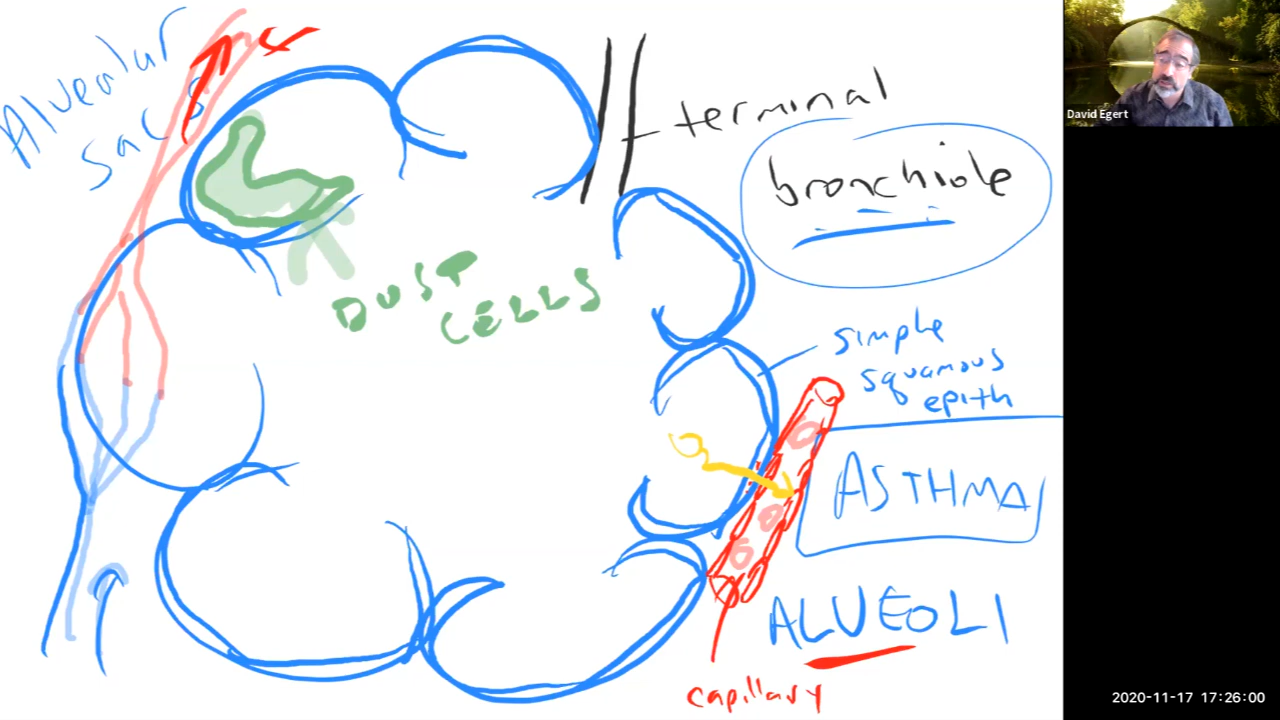 Alveolar
sacs
terminal
bronchiole
DUST
CELLS
simple
squamous
epith
ASTHMA
ALVEOLI
capillary
David Egert
2020-11-17 17:26:00